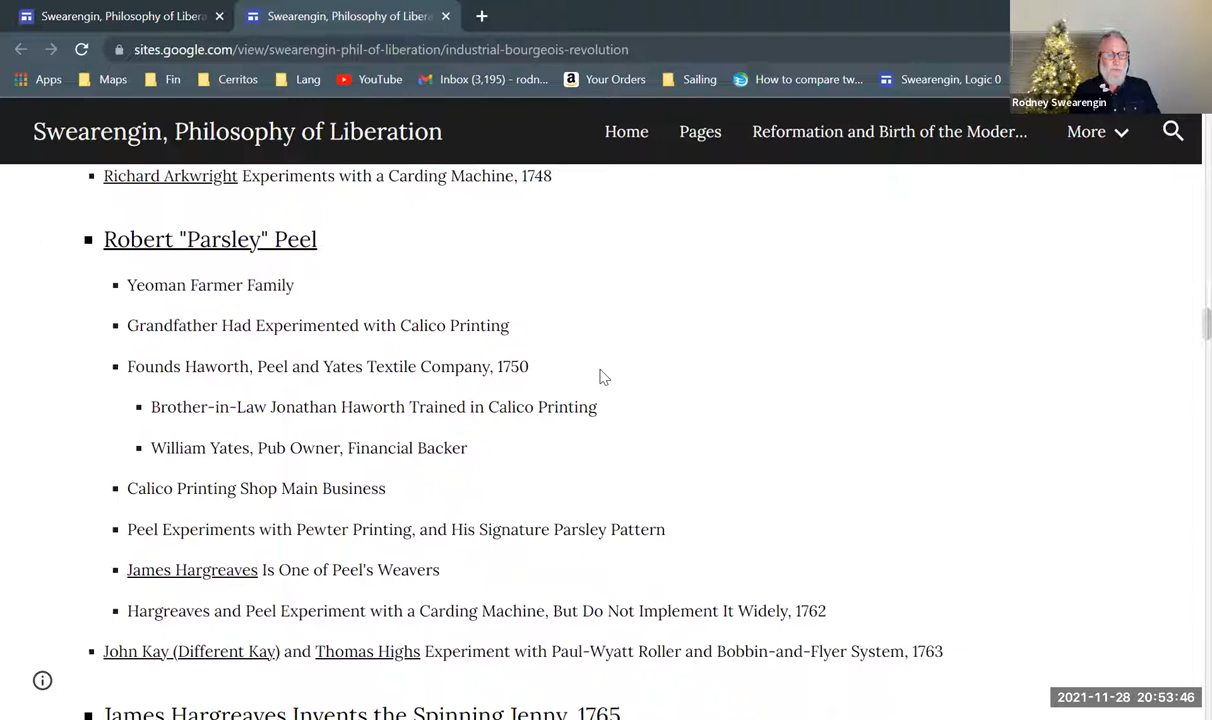 Swearengin, Philosophy of Libera
Swearengin, Philosophy of Libera
sites.google.com/view/swearengin-phil-of-liberation/industrial-bourgeois-revolution
Apps Maps Fin Cerritos Lang YouTube Inbox (3,195) - rodn... Your Orders Sailing How to compare tw... Swearengin, Logic 0
Rodney Swearengin
Swearengin, Philosophy of Liberation
Home Pages Reformation and Birth of the Moder... More
Richard Arkwright Experiments with a Carding Machine, 1748
Robert "Parsley" Peel
Yeoman Farmer Family
Grandfather Had Experimented with Calico Printing
Founds Haworth, Peel and Yates Textile Company, 1750
Brother-in-Law Jonathan Haworth Trained in Calico Printing
William Yates, Pub Owner, Financial Backer
Calico Printing Shop Main Business
Peel Experiments with Pewter Printing, and His Signature Parsley Pattern
James Hargreaves Is One of Peel's Weavers
Hargreaves and Peel Experiment with a Carding Machine, But Do Not Implement It Widely, 1762
John Kay (Different Kay) and Thomas Highs Experiment with Paul-Wyatt Roller and Bobbin-and-Flyer System, 1763
2021-11-28 20:53:46
James Hargreaves Invents the Spinning Jenny, 1765